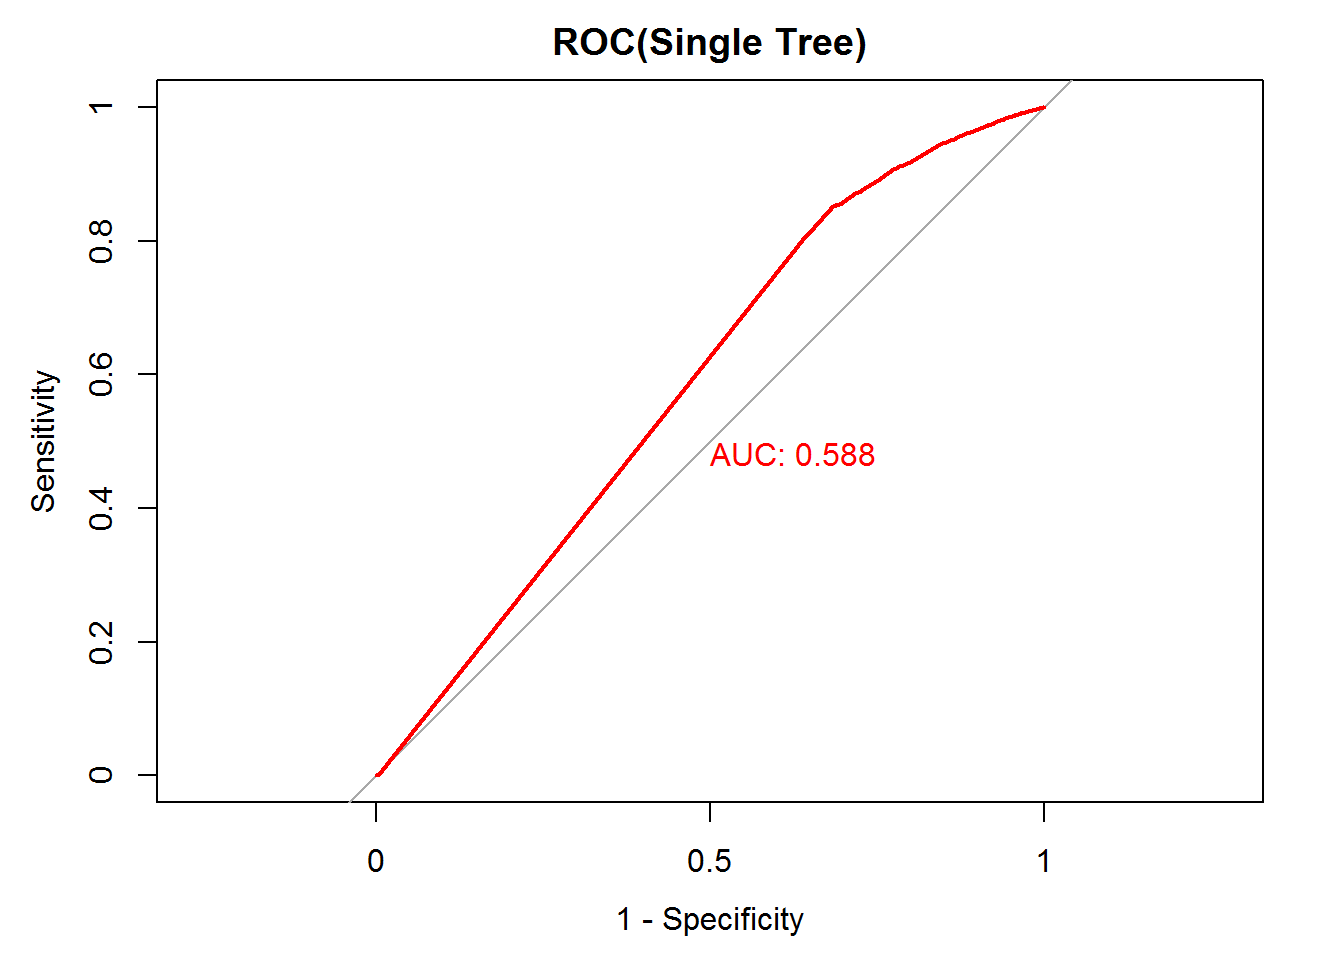 ROC(Single Tree)
1
0.8
0.6
0.4
0.2
0
Sensitivity
AUC: 0.588
0 0.5 1
1 - Specificity